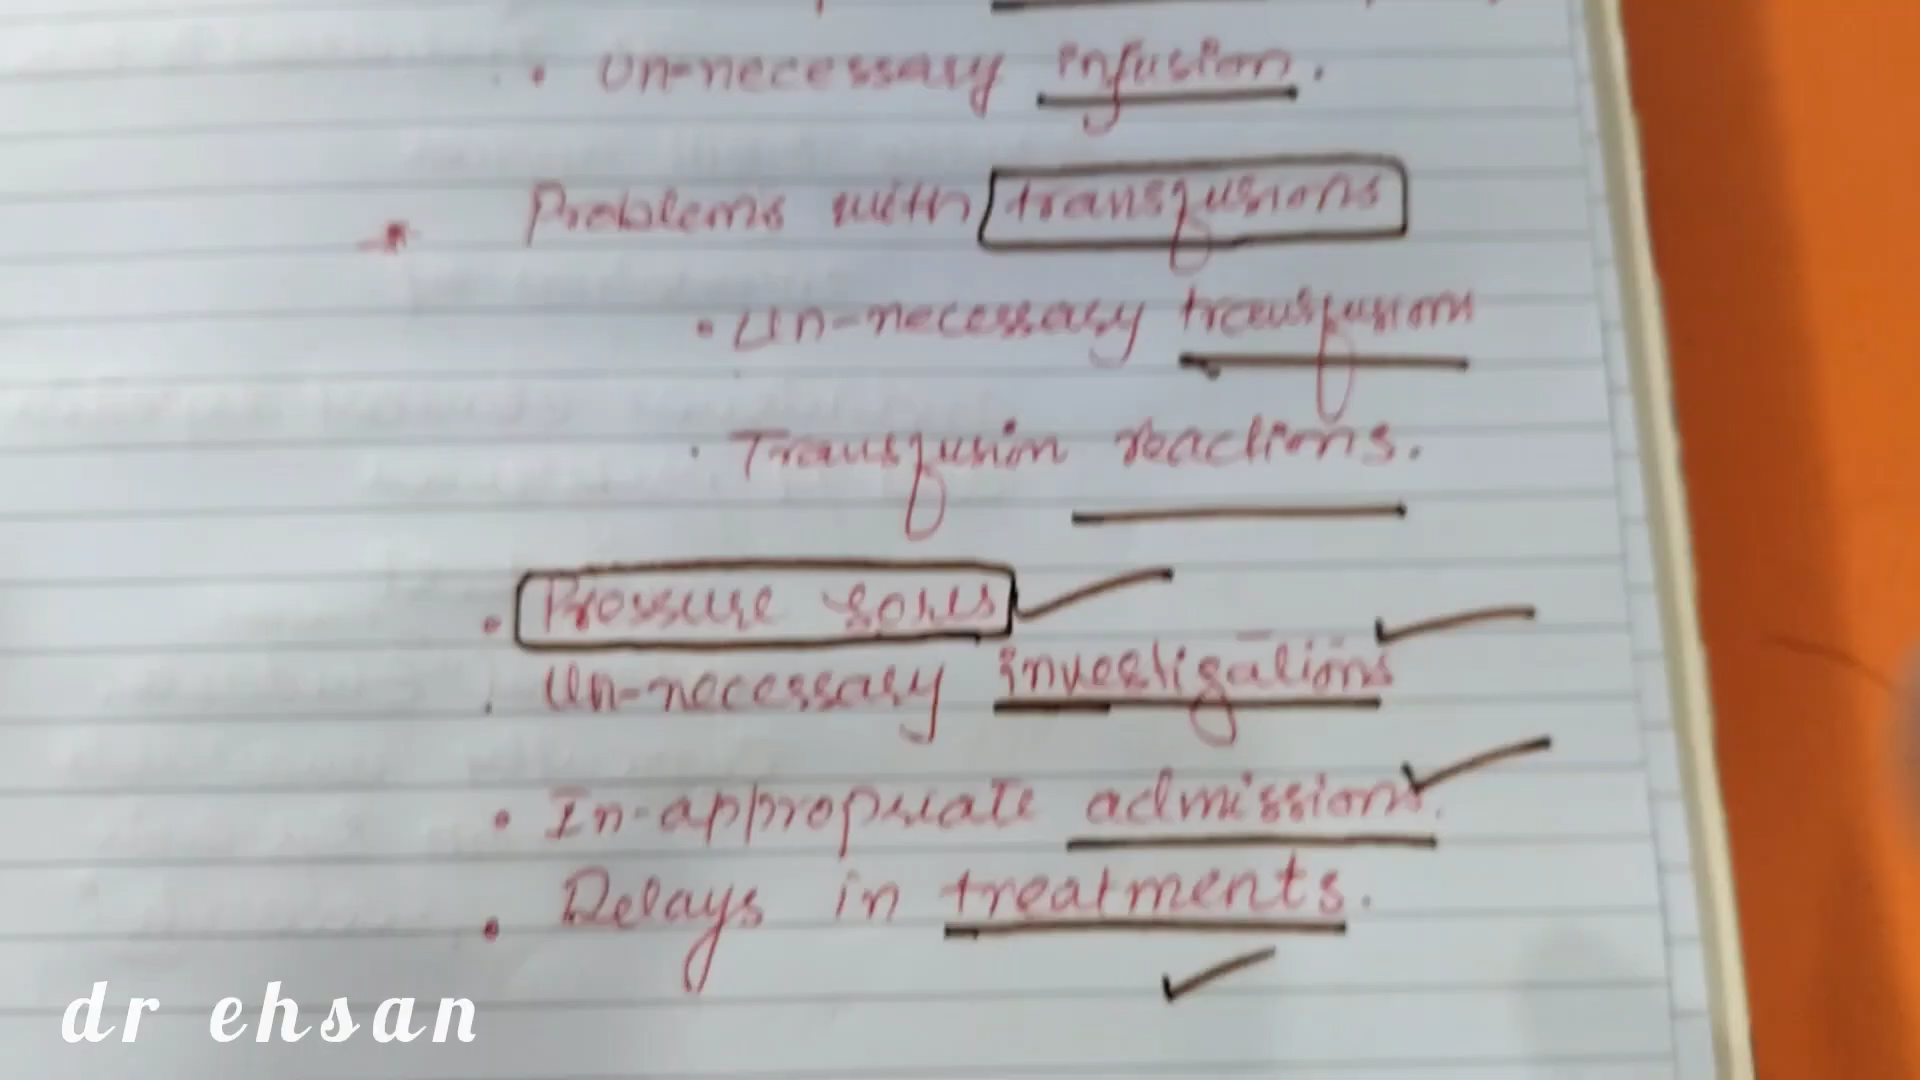 • Un-necessary infusion.
* Problems with transfusions
• Un-necessary transfusions
• Transfusion reactions.
• Pressure sores
• Un-necessary investigations
• In-appropriate admissions.
• Delays in treatments.
dr ehsan